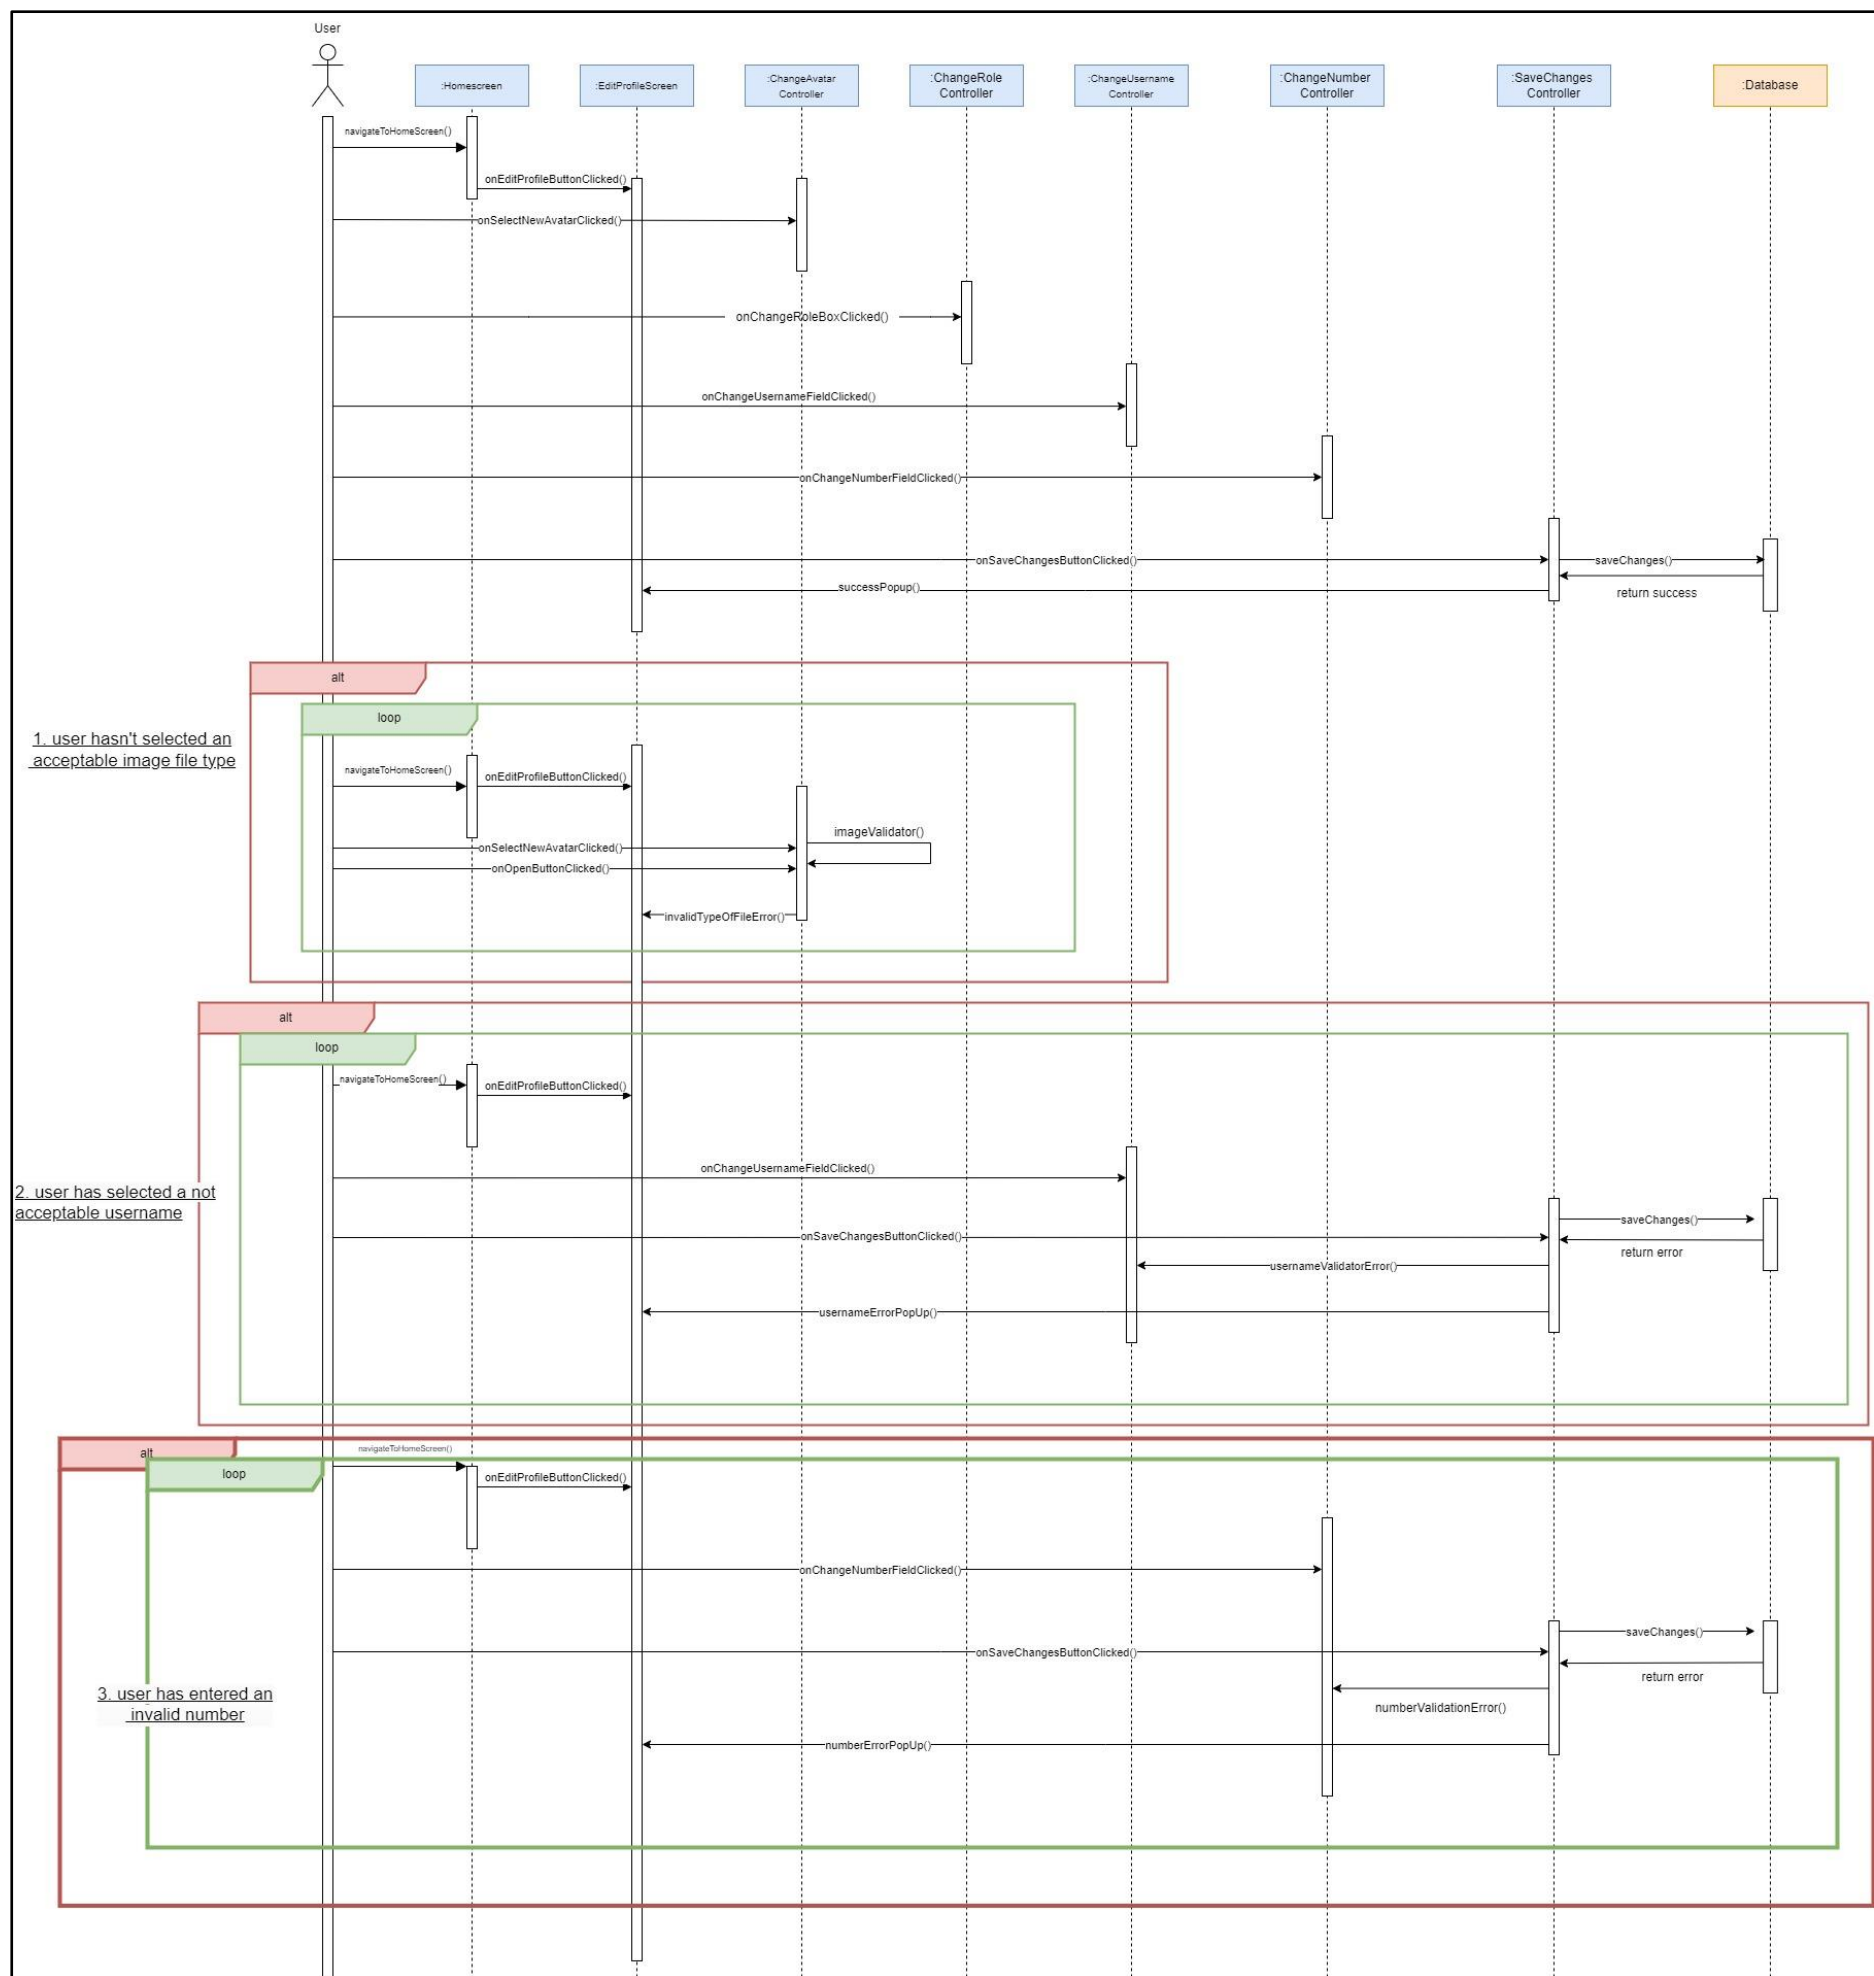 User
:Homescreen
:EditProfileScreen
:ChangeAvatar
Controller
:ChangeRole
Controller
:ChangeUsername
Controller
:ChangeNumber
Controller
:SaveChanges
Controller
:Database
navigateToHomeScreen()
onEditProfileButtonClicked()
onSelectNewAvatarClicked()
onChangeRoleBoxClicked()
onChangeUsernameFieldClicked()
onChangeNumberFieldClicked()
onSaveChangesButtonClicked()
saveChanges()
successPopup()
return success
alt
loop
1. user hasn't selected an
acceptable image file type
navigateToHomeScreen()
onEditProfileButtonClicked()
imageValidator()
onSelectNewAvatarClicked()
onOpenButtonClicked()
invalidTypeOfFileError()
alt
loop
navigateToHomeScreen()
onEditProfileButtonClicked()
onChangeUsernameFieldClicked()
2. user has selected a not
acceptable username
saveChanges()
onSaveChangesButtonClicked()
return error
usernameValidatorError()
usernameErrorPopUp()
alt
navigateToHomeScreen()
loop
onEditProfileButtonClicked()
onChangeNumberFieldClicked()
saveChanges()
onSaveChangesButtonClicked()
return error
3. user has entered an
invalid number
numberValidationError()
numberErrorPopUp()